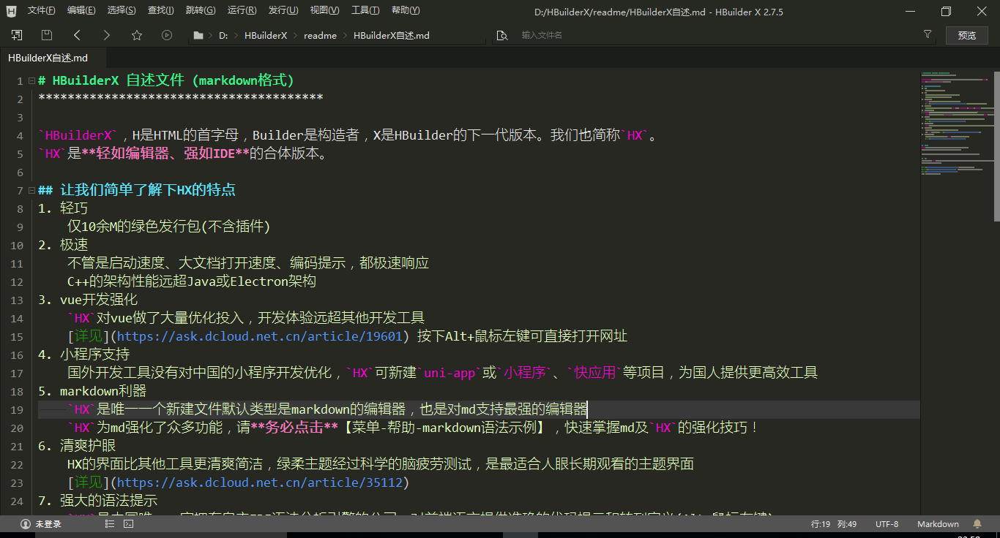 文件(F) 编辑(E) 选择(S) 查找(I) 跳转(G) 运行(R) 发行(U) 视图(V) 工具(T) 帮助(Y) D:/HBuilderX/readme/HBuilderX自述.md - HBuilder X 2.7.5
D: HBuilderX readme HBuilderX自述.md 输入文件名 预览
HBuilderX自述.md
1 # HBuilderX 自述文件 (markdown格式)
2 ***************************************
3
4 `HBuilderX`，H是HTML的首字母，Builder是构造者，X是HBuilder的下一代版本。我们也简称`HX`。
5 `HX`是**轻如编辑器、强如IDE**的合体版本。
6
7 ## 让我们简单了解下HX的特点
8 1. 轻巧
9 仅10余M的绿色发行包(不含插件)
10 2. 极速
11 不管是启动速度、大文档打开速度、编码提示，都极速响应
12 C++的架构性能远超Java或Electron架构
13 3. vue开发强化
14 `HX`对vue做了大量优化投入，开发体验远超其他开发工具
15 [详见](https://ask.dcloud.net.cn/article/19601) 按下Alt+鼠标左键可直接打开网址
16 4. 小程序支持
17 国外开发工具没有对中国的小程序开发优化，`HX`可新建`uni-app`或`小程序`、`快应用`等项目，为国人提供更高效工具
18 5. markdown利器
19 `HX`是唯一一个新建文件默认类型是markdown的编辑器，也是对md支持最强的编辑器
20 `HX`为md强化了众多功能，请**务必点击**【菜单-帮助-markdown语法示例】，快速掌握md及`HX`的强化技巧！
21 6. 清爽护眼
22 HX的界面比其他工具更清爽简洁，绿柔主题经过科学的脑疲劳测试，是最适合人眼长期观看的主题界面
23 [详见](https://ask.dcloud.net.cn/article/35112)
24 7. 强大的语法提示
未登录 行:19 列:49 UTF-8 Markdown